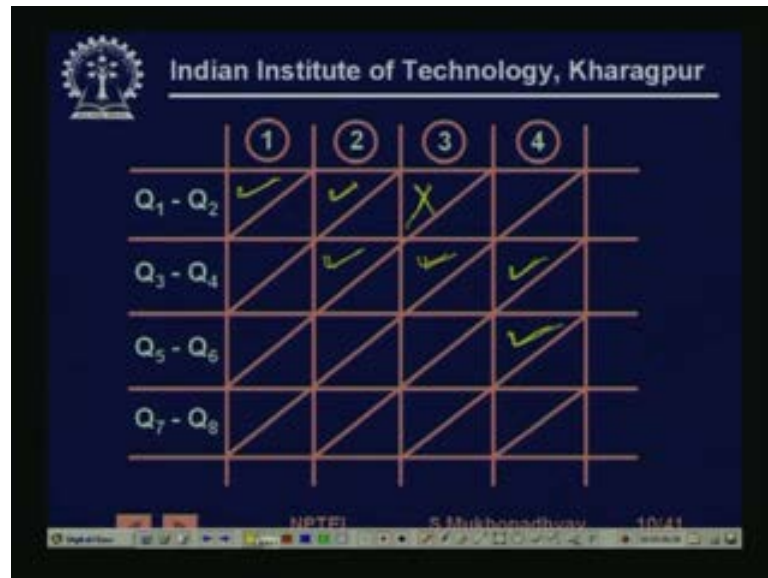 Indian Institute of Technology, Kharagpur
1 2 3 4
Q₁ - Q₂
Q₃ - Q₄
Q₅ - Q₆
Q₇ - Q₈
NPTEL S.Mukhopadhyay 10/41